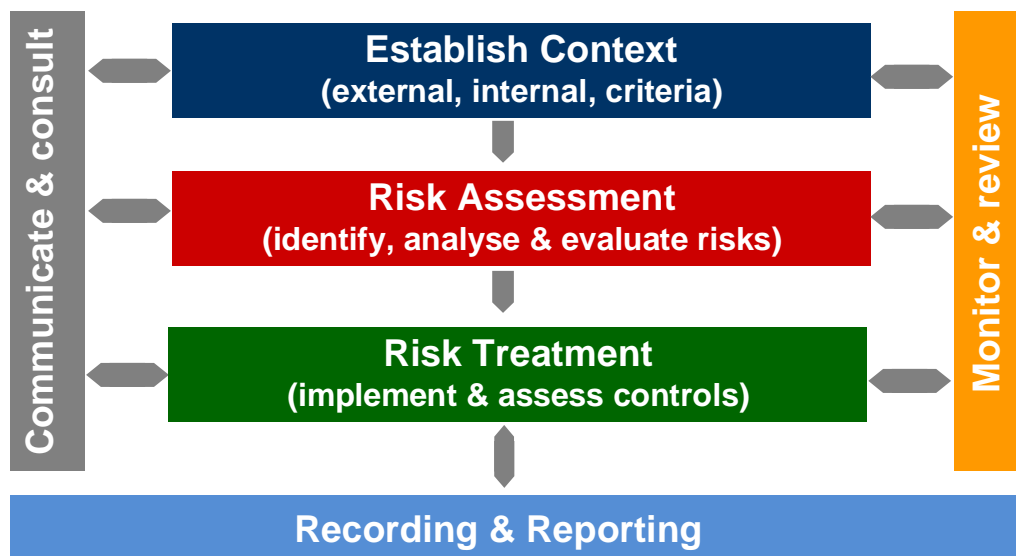 Communicate & consult
Establish Context
(external, internal, criteria)
Risk Assessment
(identify, analyse & evaluate risks)
Risk Treatment
(implement & assess controls)
Monitor & review
Recording & Reporting